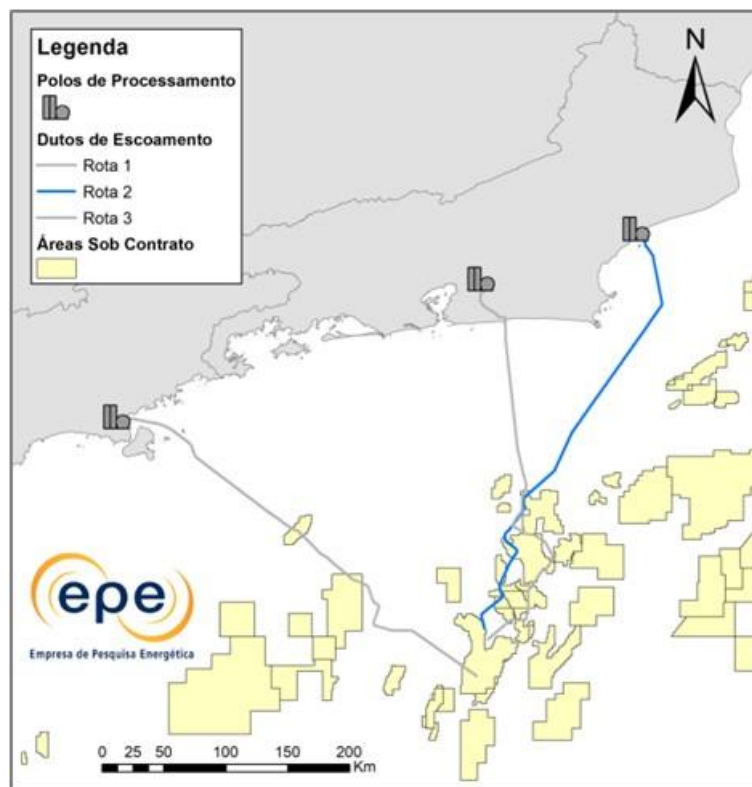 Legenda
Polos de Processamento
Dutos de Escoamento
Rota 1
Rota 2
Rota 3
Áreas Sob Contrato
N
epe
Empresa de Pesquisa Energética
0 25 50 100 150 200
Km